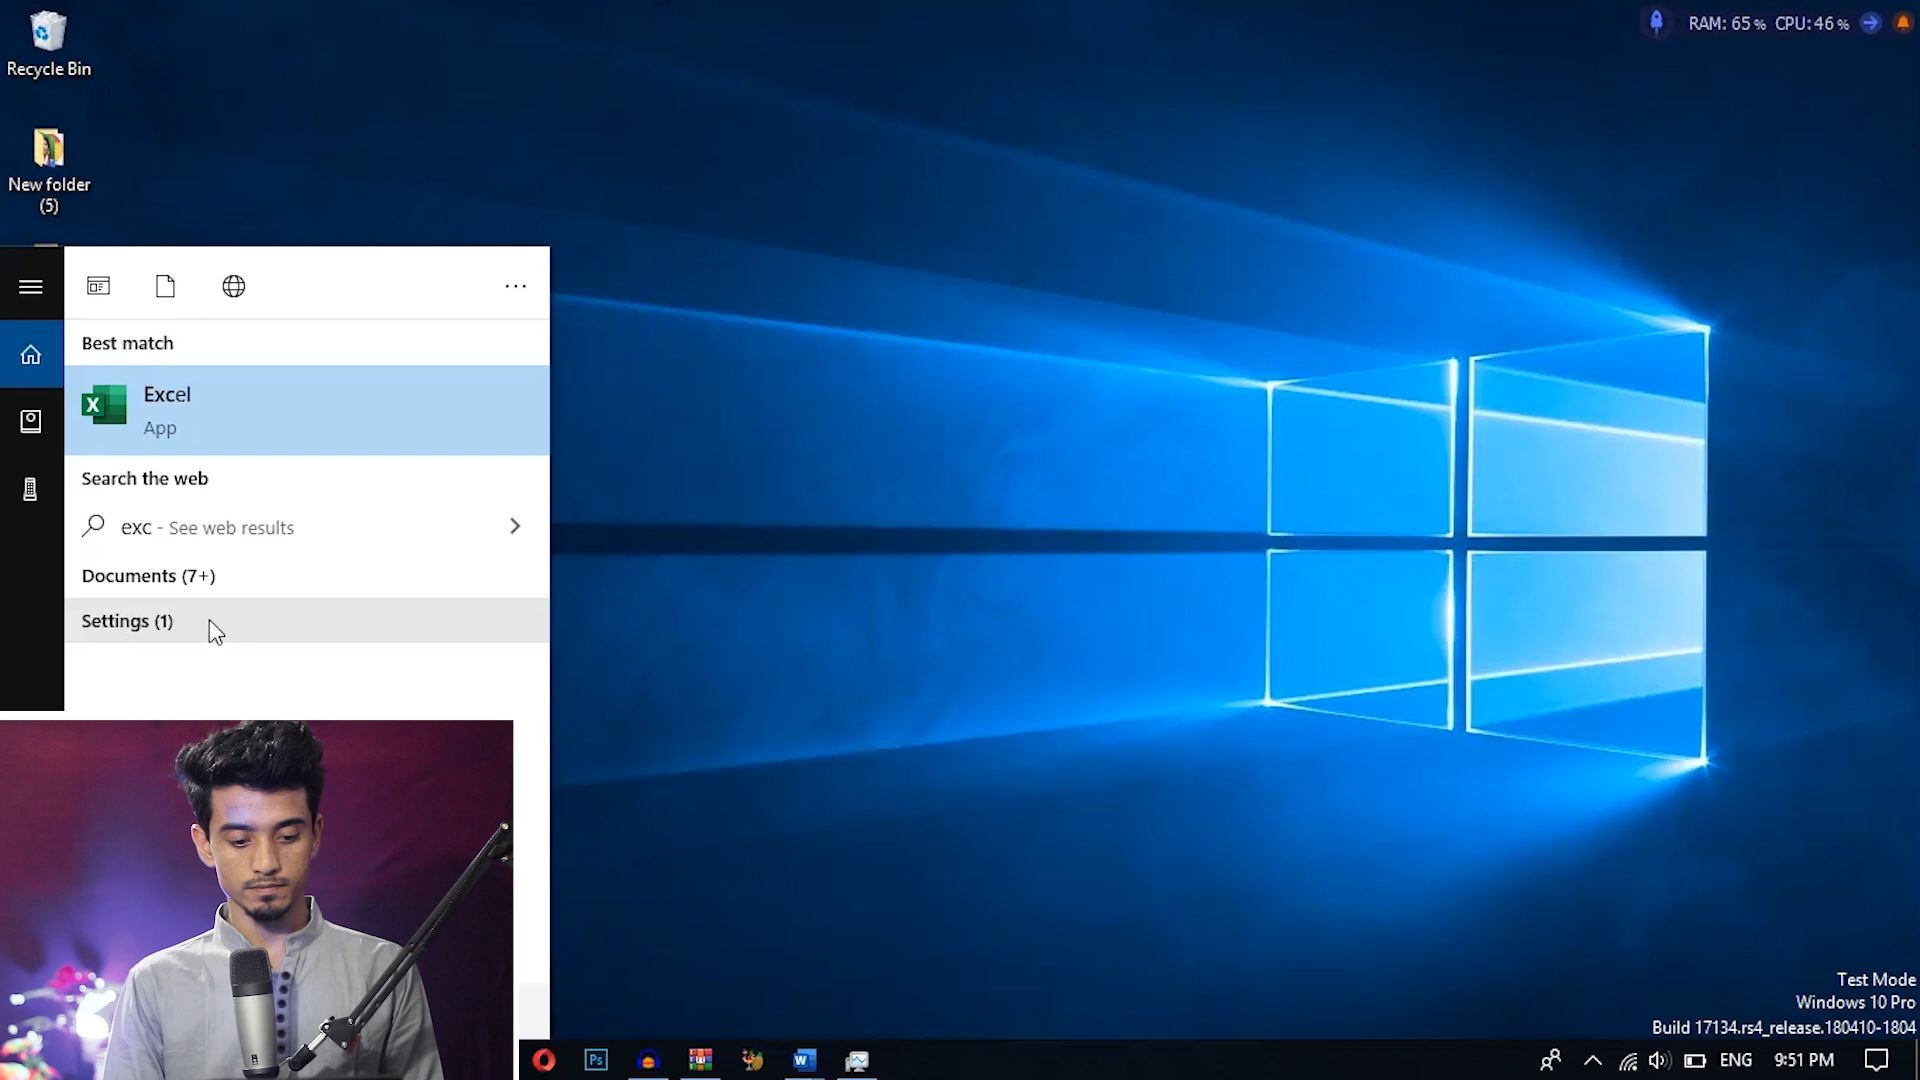 Recycle Bin
New folder
(5)
RAM: 65% CPU: 46%
Best match
Excel
App
Search the web
exc - See web results
Documents (7+)
Settings (1)
Test Mode
Windows 10 Pro
Build 17134.rs4_release.180410-1804
Ps
W
ENG
9:51 PM